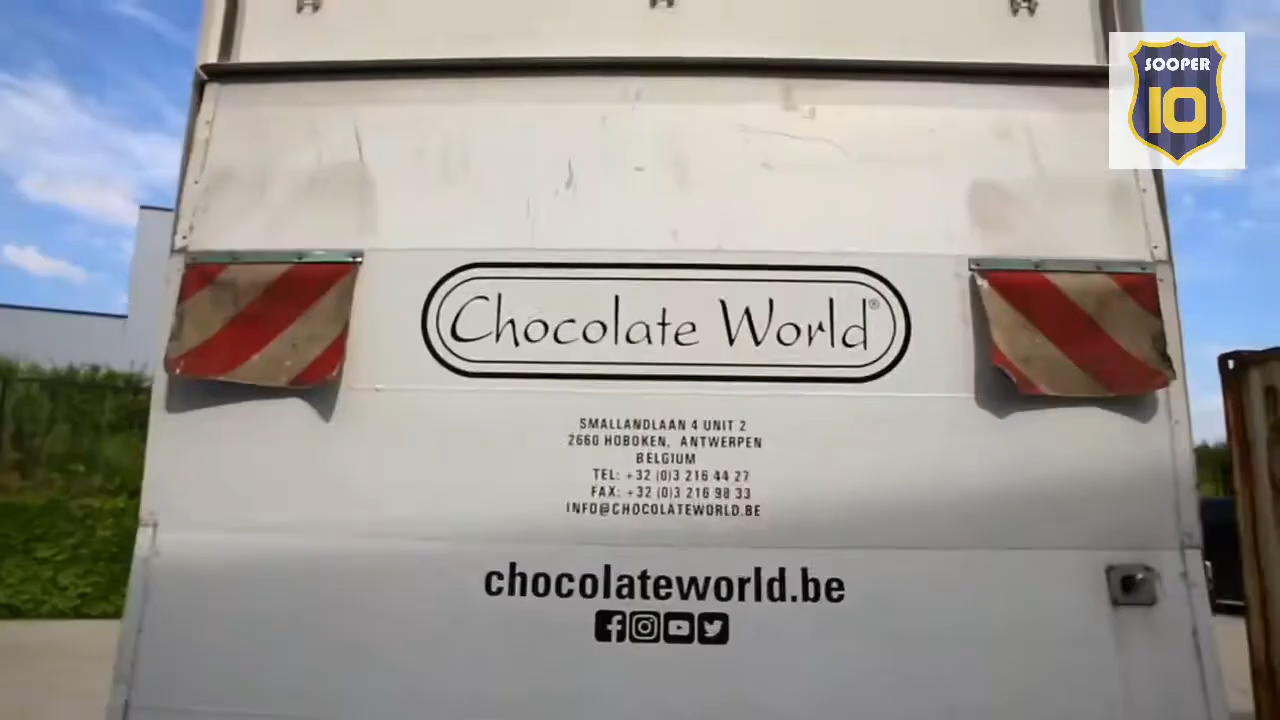 SOOPER
10
Chocolate World®
SMALLANDLAAN 4 UNIT 2
2660 HOBOKEN, ANTWERPEN
BELGIUM
TEL: +32 (0)3 216 44 27
FAX: +32 (0)3 216 98 33
INFO@CHOCOLATEWORLD.BE
chocolateworld.be